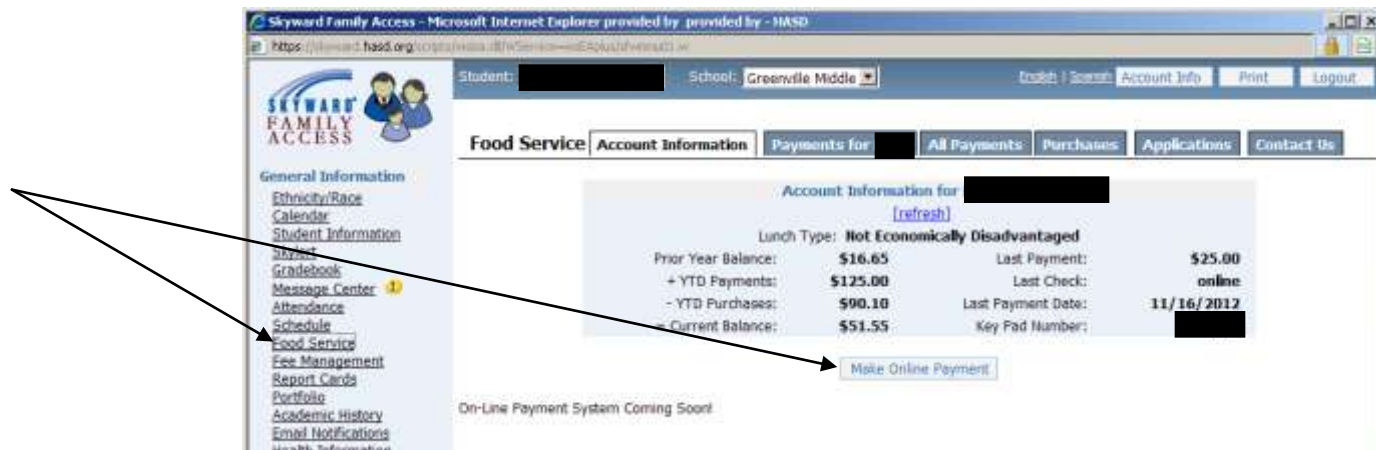 Skyward Family Access - Microsoft Internet Explorer provided by provided by - HASD
hasd.org
Student: School: Greenville Middle English | Spanish Account Info Print Logout
SKYWARD
FAMILY
ACCESS
Food Service Account Information Payments for All Payments Purchases Applications Contact Us
General Information
Ethnicity/Race
Calendar
Student Information
Skylert
Gradebook
Message Center
Attendance
Schedule
Food Service
Fee Management
Report Cards
Portfolio
Academic History
Email Notifications
Health Information
Account Information for
[refresh]
Lunch Type: Not Economically Disadvantaged
Prior Year Balance: $16.65 Last Payment: $25.00
+ YTD Payments: $125.00 Last Check: online
- YTD Purchases: $90.10 Last Payment Date: 11/16/2012
= Current Balance: $51.55 Key Pad Number:
Make Online Payment
On-Line Payment System Coming Soon!